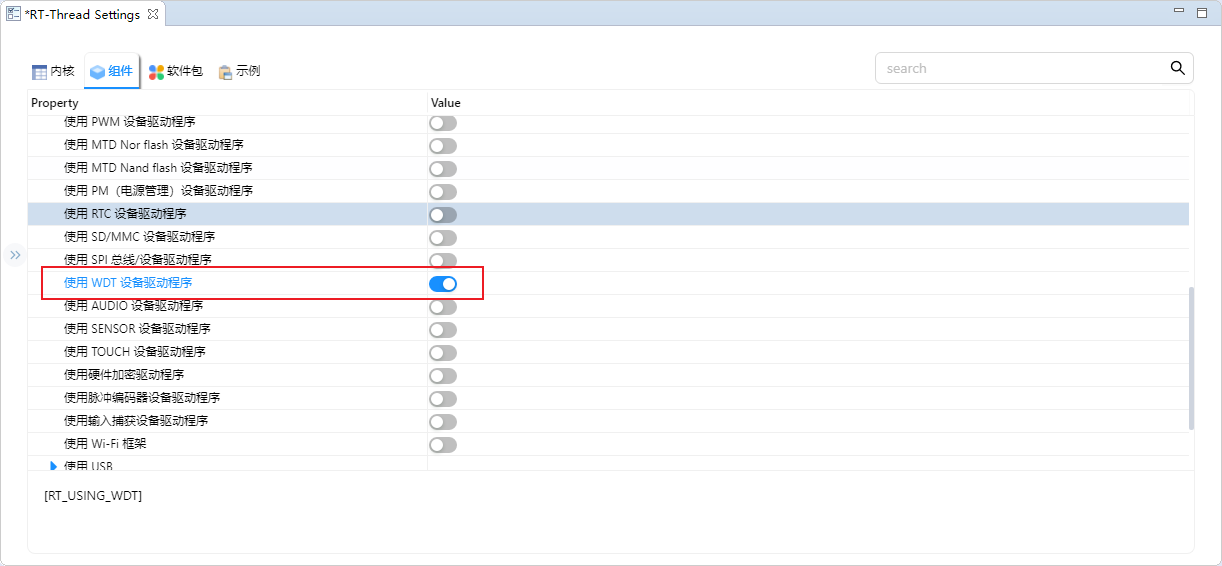 *RT-Thread Settings
内核 组件 软件包 示例 search
Property Value
使用 PWM 设备驱动程序
使用 MTD Nor flash 设备驱动程序
使用 MTD Nand flash 设备驱动程序
使用 PM（电源管理）设备驱动程序
使用 RTC 设备驱动程序
使用 SD/MMC 设备驱动程序
使用 SPI 总线/设备驱动程序
使用 WDT 设备驱动程序
使用 AUDIO 设备驱动程序
使用 SENSOR 设备驱动程序
使用 TOUCH 设备驱动程序
使用硬件加密驱动程序
使用脉冲编码器设备驱动程序
使用输入捕获设备驱动程序
使用 Wi-Fi 框架
使用 USB
[RT_USING_WDT]